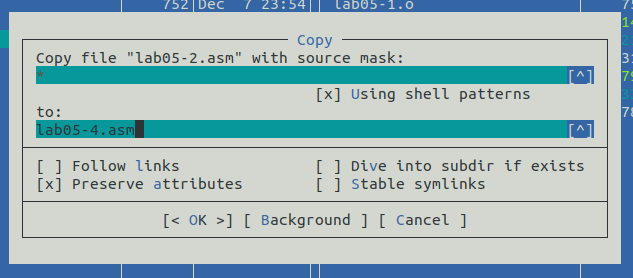 752 Dec 7 23:54 lab05-1.o
Copy
Copy file "lab05-2.asm" with source mask:
* [^]
[x] Using shell patterns
to:
lab05-4.asm [^]
[ ] Follow links [ ] Dive into subdir if exists
[x] Preserve attributes [ ] Stable symlinks
[< OK >] [ Background ] [ Cancel ]